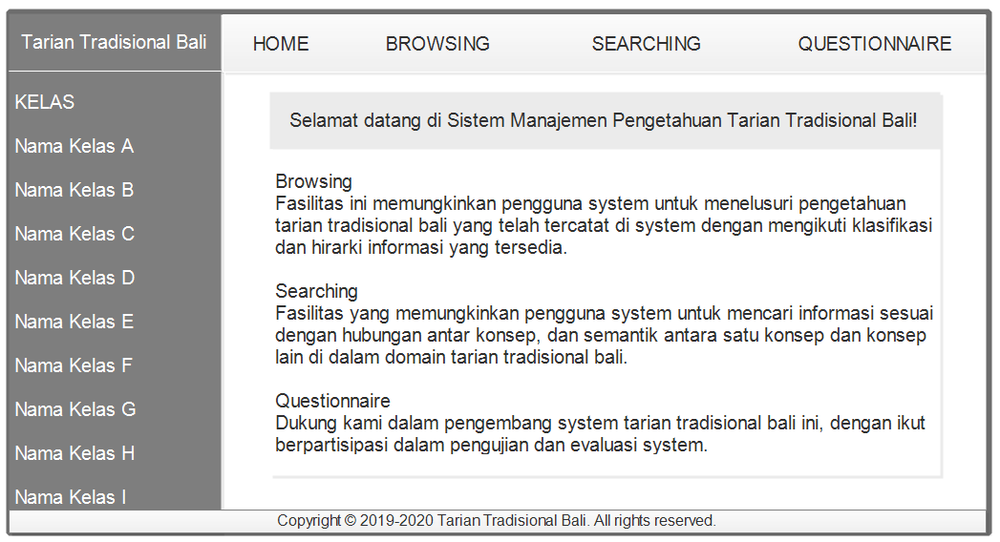 Tarian Tradisional Bali
HOME
BROWSING
SEARCHING
QUESTIONNAIRE
KELAS
Nama Kelas A
Nama Kelas B
Nama Kelas C
Nama Kelas D
Nama Kelas E
Nama Kelas F
Nama Kelas G
Nama Kelas H
Nama Kelas I
Selamat datang di Sistem Manajemen Pengetahuan Tarian Tradisional Bali!
Browsing
Fasilitas ini memungkinkan pengguna system untuk menelusuri pengetahuan
tarian tradisional bali yang telah tercatat di system dengan mengikuti klasifikasi
dan hirarki informasi yang tersedia.
Searching
Fasilitas yang memungkinkan pengguna system untuk mencari informasi sesuai
dengan hubungan antar konsep, dan semantik antara satu konsep dan konsep
lain di dalam domain tarian tradisional bali.
Questionnaire
Dukung kami dalam pengembang system tarian tradisional bali ini, dengan ikut
berpartisipasi dalam pengujian dan evaluasi system.
Copyright © 2019-2020 Tarian Tradisional Bali. All rights reserved.